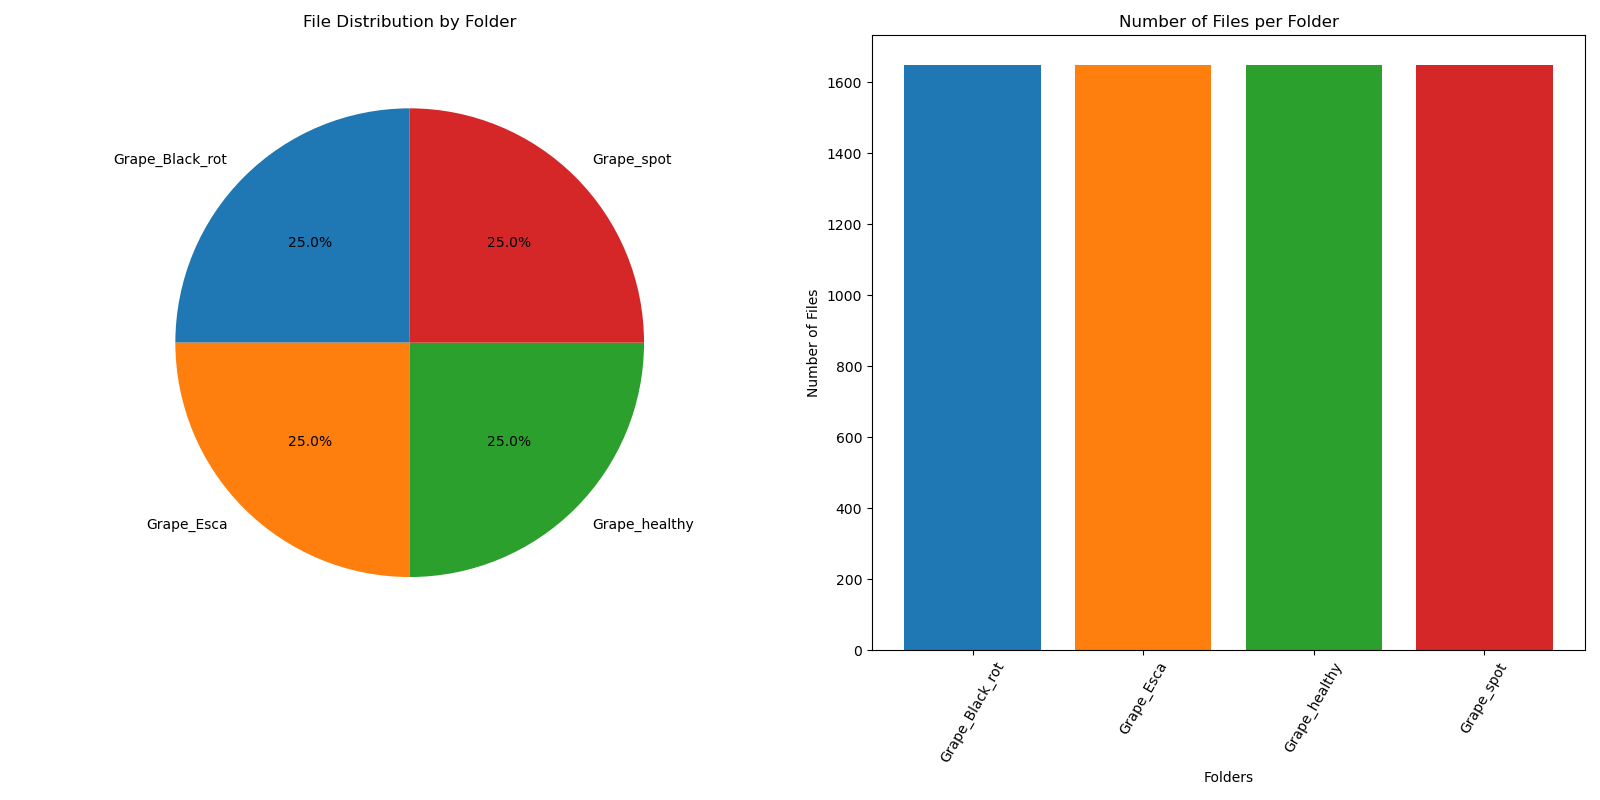 File Distribution by Folder
Grape_Black_rot
Grape_spot
25.0%
25.0%
25.0%
25.0%
Grape_Esca
Grape_healthy
Number of Files per Folder
Number of Files
1600
1400
1200
1000
800
600
400
200
0
Grape_Black_rot
Grape_Esca
Grape_healthy
Grape_spot
Folders